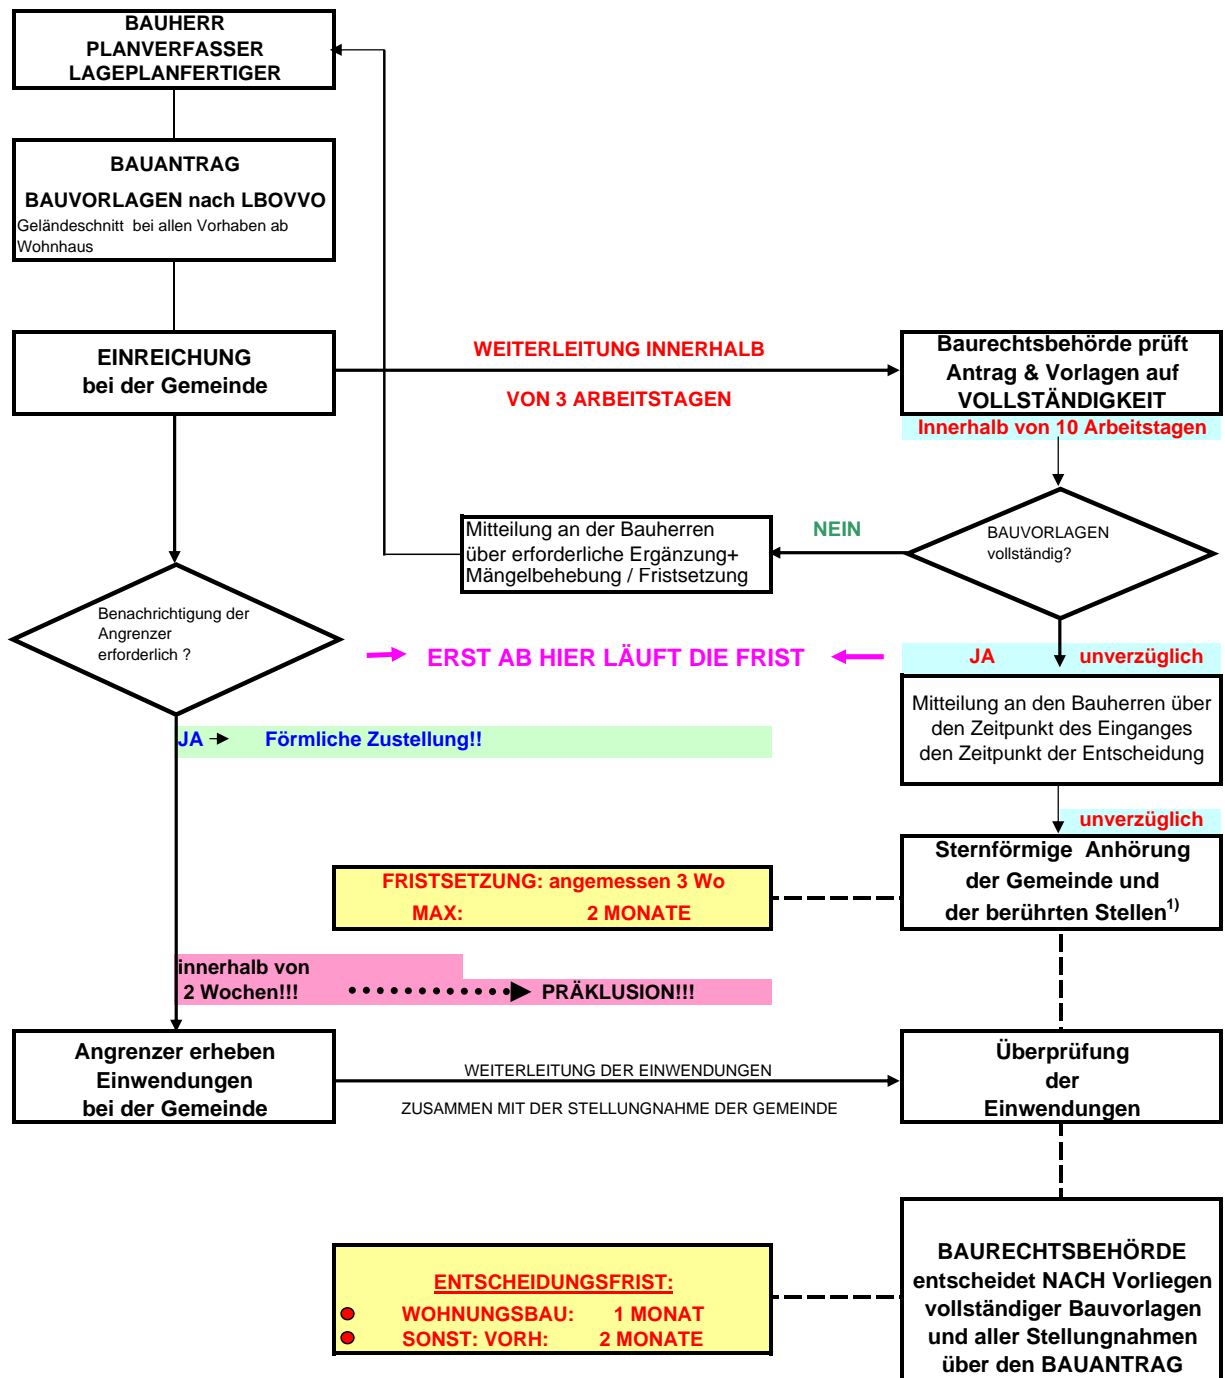 BAUHERR
PLANVERFASSER
LAGEPLANFERTIGER
BAUANTRAG
BAUVORLAGEN nach LBOVVO
Geländeschnitt bei allen Vorhaben ab
Wohnhaus
EINREICHUNG
bei der Gemeinde
WEITERLEITUNG INNERHALB
VON 3 ARBEITSTAGEN
Baurechtsbehörde prüft
Antrag & Vorlagen auf
VOLLSTÄNDIGKEIT
Innerhalb von 10 Arbeitstagen
BAUVORLAGEN
vollständig?
NEIN
Mitteilung an der Bauherren
über erforderliche Ergänzung+
Mängelbehebung / Fristsetzung
Benachrichtigung der
Angrenzer
erforderlich ?
ERST AB HIER LÄUFT DIE FRIST
JA unverzüglich
Mitteilung an den Bauherren über
den Zeitpunkt des Einganges
den Zeitpunkt der Entscheidung
JA Förmliche Zustellung!!
unverzüglich
Sternförmige Anhörung
der Gemeinde und
der berührten Stellen1)
FRISTSETZUNG: angemessen 3 Wo
MAX: 2 MONATE
innerhalb von
2 Wochen!!! PRÄKLUSION!!!
Angrenzer erheben
Einwendungen
bei der Gemeinde
WEITERLEITUNG DER EINWENDUNGEN
ZUSAMMEN MIT DER STELLUNGNAHME DER GEMEINDE
Überprüfung
der
Einwendungen
ENTSCHEIDUNGSFRIST:
WOHNUNGSBAU: 1 MONAT
SONST: VORH: 2 MONATE
BAURECHTSBEHÖRDE
entscheidet NACH Vorliegen
vollständiger Bauvorlagen
und aller Stellungnahmen
über den BAUANTRAG